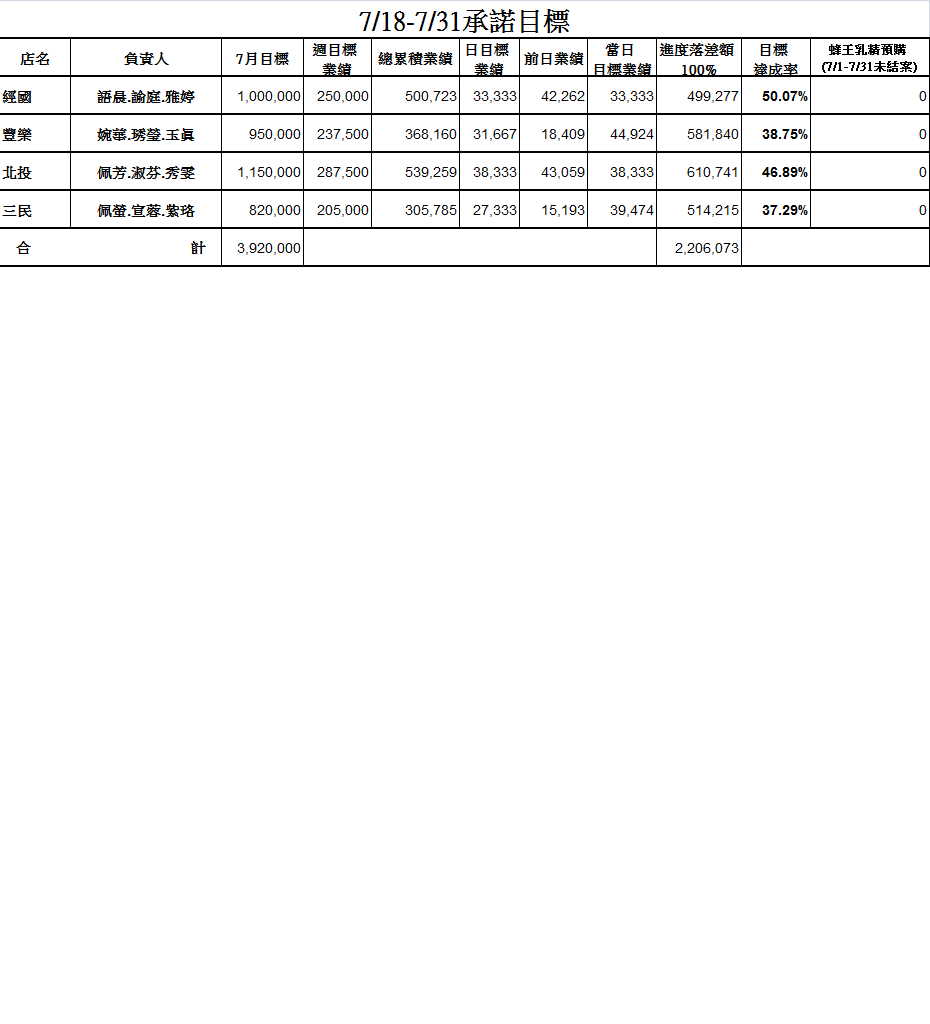 7/18-7/31承諾目標
店名 負責人 7月目標 週目標業績 總累積業績 日目標業績 前日業績 當日目標業績 進度落差額100% 目標達成率 蜂王乳精預購(7/1-7/31未結案)
經國 語晨.諭庭.雅婷 1,000,000 250,000 500,723 33,333 42,262 33,333 499,277 50.07% 0
豐樂 婉華.琇瑩.玉真 950,000 237,500 368,160 31,667 18,409 44,924 581,840 38.75% 0
北投 佩芳.淑芬.秀雯 1,150,000 287,500 539,259 38,333 43,059 38,333 610,741 46.89% 0
三民 佩螢.宣蓉.紫珞 820,000 205,000 305,785 27,333 15,193 39,474 514,215 37.29% 0
合 計 3,920,000 2,206,073